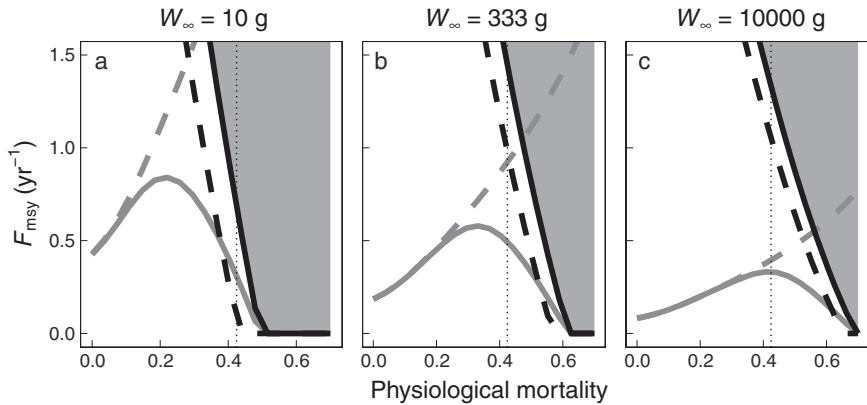 W∞ = 10 g W∞ = 333 g W∞ = 10000 g
a b c
1.5
1.0
0.5
0.0
Fmsy (yr−1)
0.0 0.2 0.4 0.6 0.0 0.2 0.4 0.6 0.0 0.2 0.4 0.6
Physiological mortality